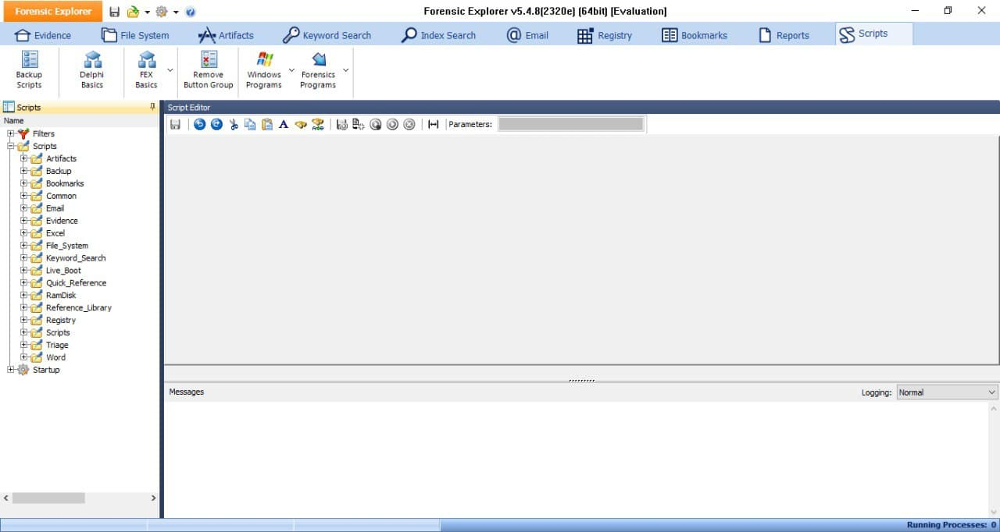 Forensic Explorer
Forensic Explorer v5.4.8(2320e) (64bit) [Evaluation]
Evidence File System Artifacts Keyword Search Index Search Email Registry Bookmarks Reports Scripts
Backup Scripts
Delphi Basics
FEX Basics
Remove Button Group
Windows Programs
Forensics Programs
Scripts
Name
Filters
Scripts
Artifacts
Backup
Bookmarks
Common
Email
Evidence
Excel
File_System
Keyword_Search
Live_Boot
Quick_Reference
RamDisk
Reference_Library
Registry
Scripts
Triage
Word
Startup
Script Editor
Parameters:
Messages
Logging: Normal
Running Processes: 0